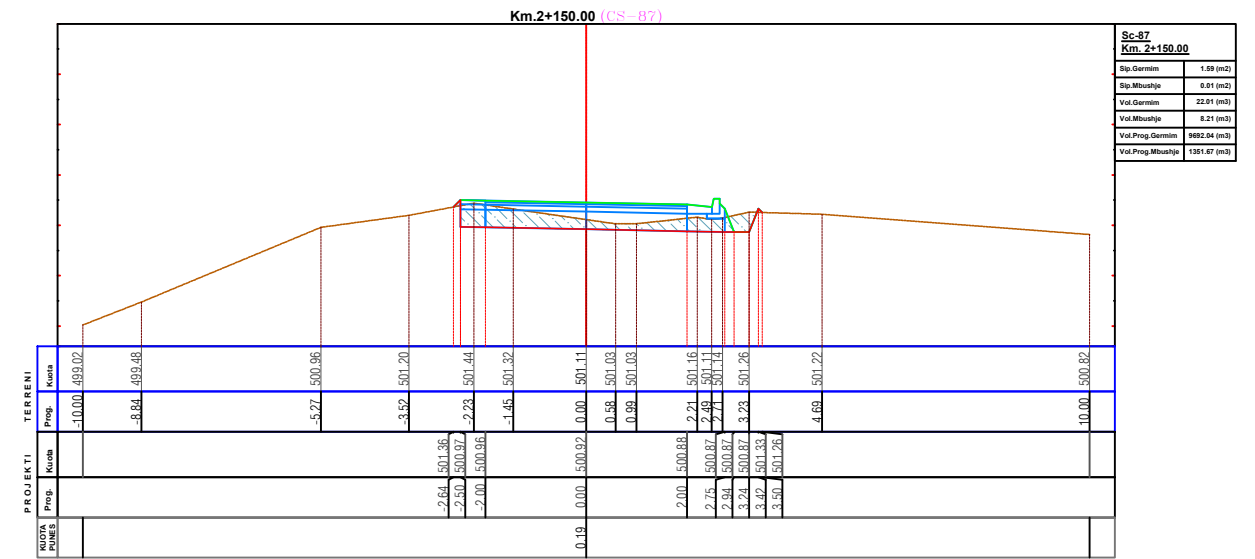 Km.2+150.00 (CS-87)
Sc-87
Km. 2+150.00
Sip.Germim 1.59 (m2)
Sip.Mbushje 0.01 (m2)
Vol.Germim 22.01 (m3)
Vol.Mbushje 8.21 (m3)
Vol.Prog.Germim 9692.04 (m3)
Vol.Prog.Mbushje 1351.67 (m3)
TERRENI
Kuota 499.02 499.48 500.96 501.20 501.44 501.32 501.11 501.03 501.03 501.16 501.11 501.14 501.26 501.22 500.82
Prog. -10.00 -8.84 -5.27 -3.52 -2.23 -1.45 0.00 0.58 0.99 2.21 2.49 2.71 3.23 4.69 10.00
PROJEKTI
Kuota 501.36 500.97 500.96 500.92 500.88 500.87 500.87 500.87 501.33 501.26
Prog. -2.64 -2.50 -2.00 0.00 2.00 2.75 2.94 3.24 3.42 3.50
KUOTA
PUNES
0.19